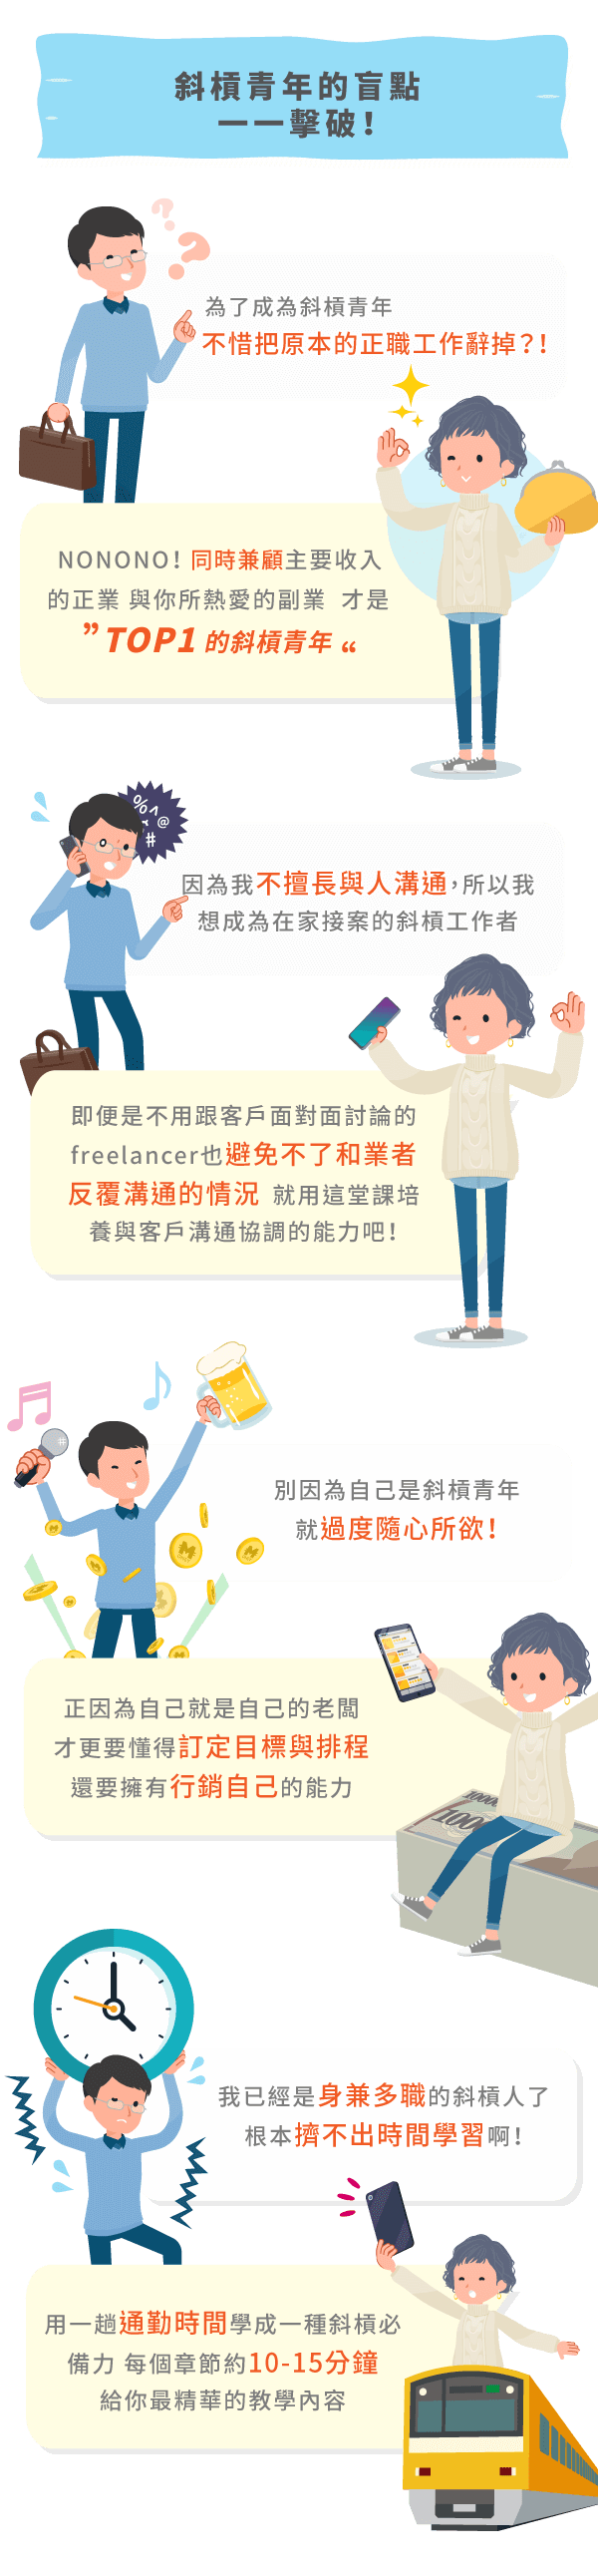 斜槓青年的盲點
一一擊破！
為了成為斜槓青年
不惜把原本的正職工作辭掉？！
NONONO！同時兼顧主要收入
的正業 與你所熱愛的副業 才是
”TOP1的斜槓青年“
%^@
#
因為我不擅長與人溝通，所以我
想成為在家接案的斜槓工作者
即便是不用跟客戶面對面討論的
freelancer也避免不了和業者
反覆溝通的情況 就用這堂課培
養與客戶溝通協調的能力吧！
別因為自己是斜槓青年
就過度隨心所欲！
正因為自己就是自己的老闆
才更要懂得訂定目標與排程
還要擁有行銷自己的能力
我已經是身兼多職的斜槓人了
根本擠不出時間學習啊！
用一趟通勤時間學成一種斜槓必
備力 每個章節約10-15分鐘
給你最精華的教學內容